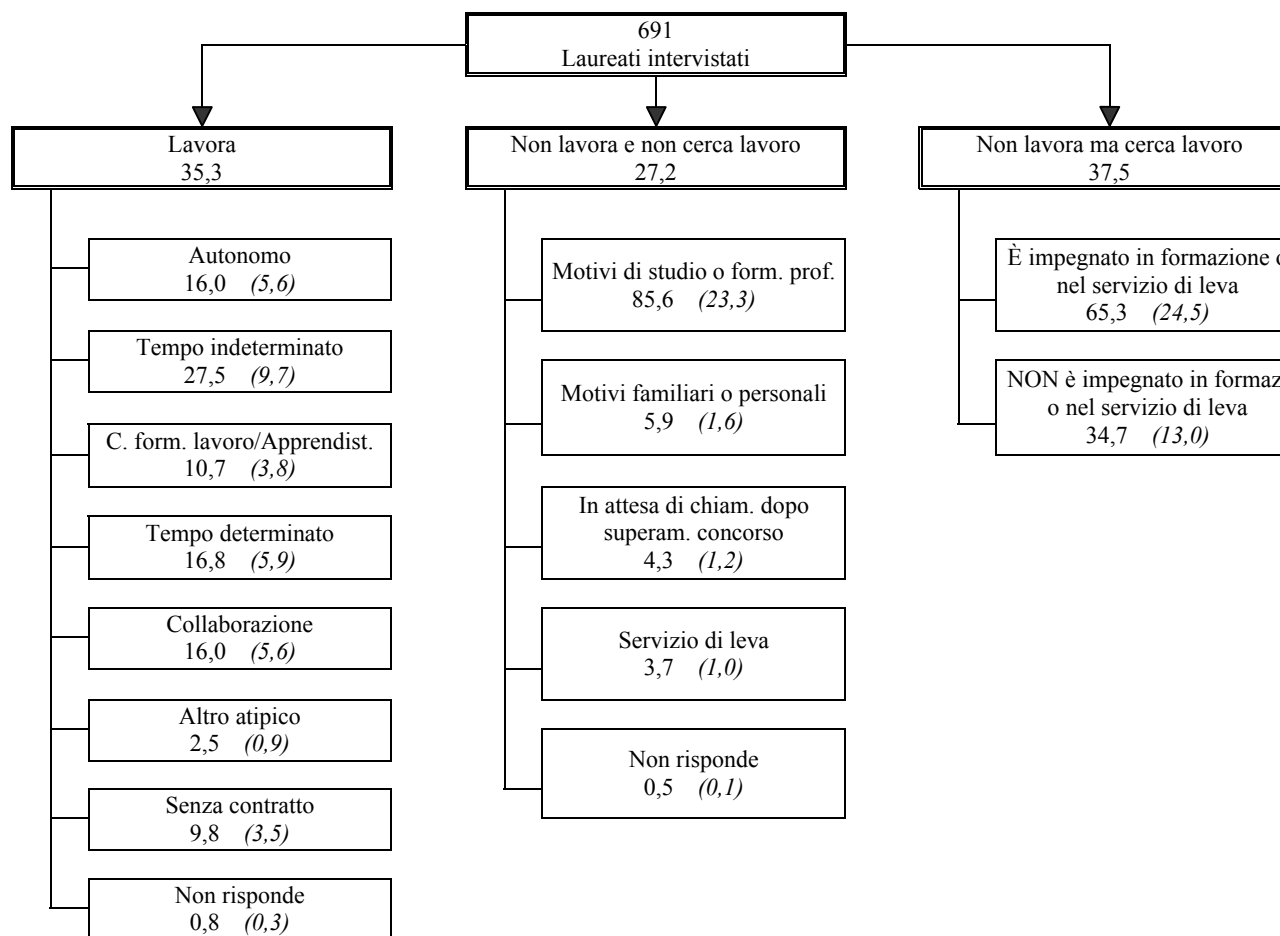 691
Laureati intervistati
Lavora
35,3
Autonomo
16,0 (5,6)
Tempo indeterminato
27,5 (9,7)
C. form. lavoro/Apprendist.
10,7 (3,8)
Tempo determinato
16,8 (5,9)
Collaborazione
16,0 (5,6)
Altro atipico
2,5 (0,9)
Senza contratto
9,8 (3,5)
Non risponde
0,8 (0,3)
Non lavora e non cerca lavoro
27,2
Motivi di studio o form. prof.
85,6 (23,3)
Motivi familiari o personali
5,9 (1,6)
In attesa di chiam. dopo
superam. concorso
4,3 (1,2)
Servizio di leva
3,7 (1,0)
Non risponde
0,5 (0,1)
Non lavora ma cerca lavoro
37,5
È impegnato in formazione
nel servizio di leva
65,3 (24,5)
NON è impegnato in
o nel servizio di leva
34,7 (13,0)